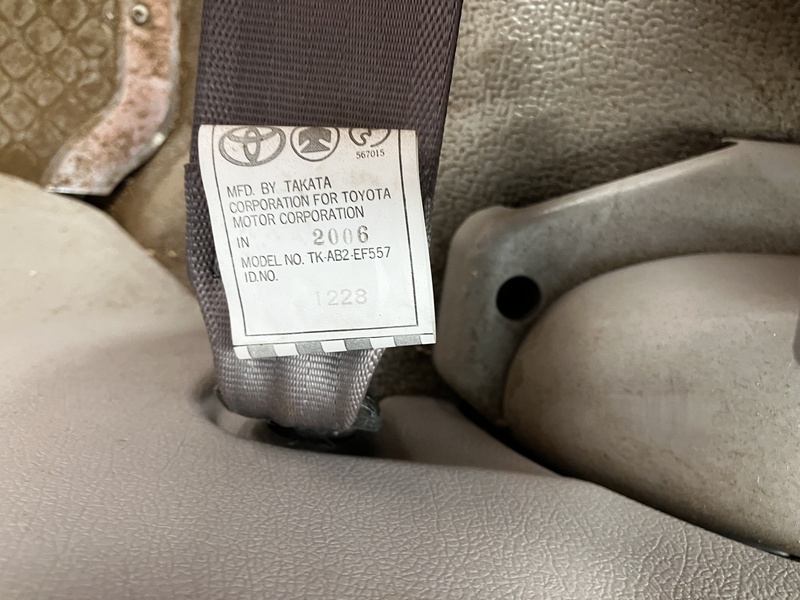 567015
MFD. BY TAKATA
CORPORATION FOR TOYOTA
MOTOR CORPORATION
IN 2006
MODEL NO. TK-AB2-EF557
ID.NO.
1228